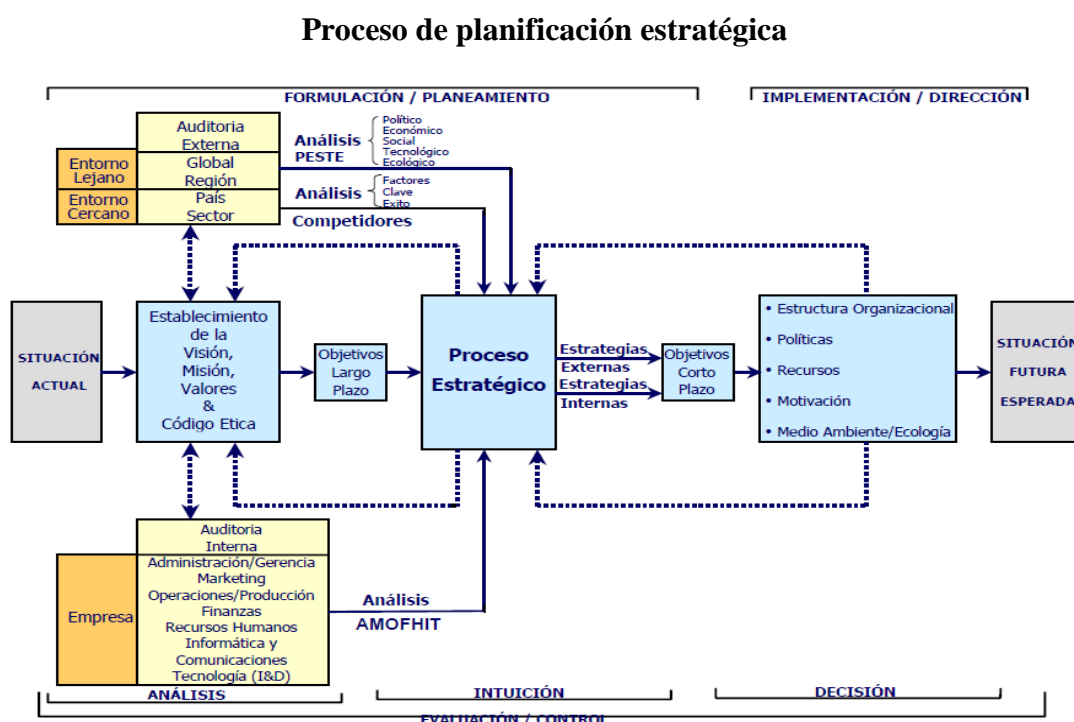 Proceso de planificación estratégica
FORMULACIÓN / PLANEAMIENTO
IMPLEMENTACIÓN / DIRECCIÓN
Auditoria
Externa
Entorno
Lejano
Global
Región
Entorno
Cercano
País
Sector
Análisis
PESTE
Político
Económico
Social
Tecnológico
Ecológico
Análisis
Competidores
Factores
Clave
Exito
SITUACIÓN
ACTUAL
Establecimiento
de la
Visión,
Misión,
Valores
&
Código Etica
Objetivos
Largo
Plazo
Proceso
Estratégico
Estrategias
Externas
Estrategias
Internas
Objetivos
Corto
Plazo
• Estructura Organizacional
• Políticas
• Recursos
• Motivación
• Medio Ambiente/Ecología
SITUACIÓN
FUTURA
ESPERADA
Auditoria
Interna
Empresa
Administración/Gerencia
Marketing
Operaciones/Producción
Finanzas
Recursos Humanos
Informática y
Comunicaciones
Tecnología (I&D)
Análisis
AMOFHIT
ANÁLISIS
INTUICIÓN
DECISIÓN
EVALUACIÓN / CONTROL